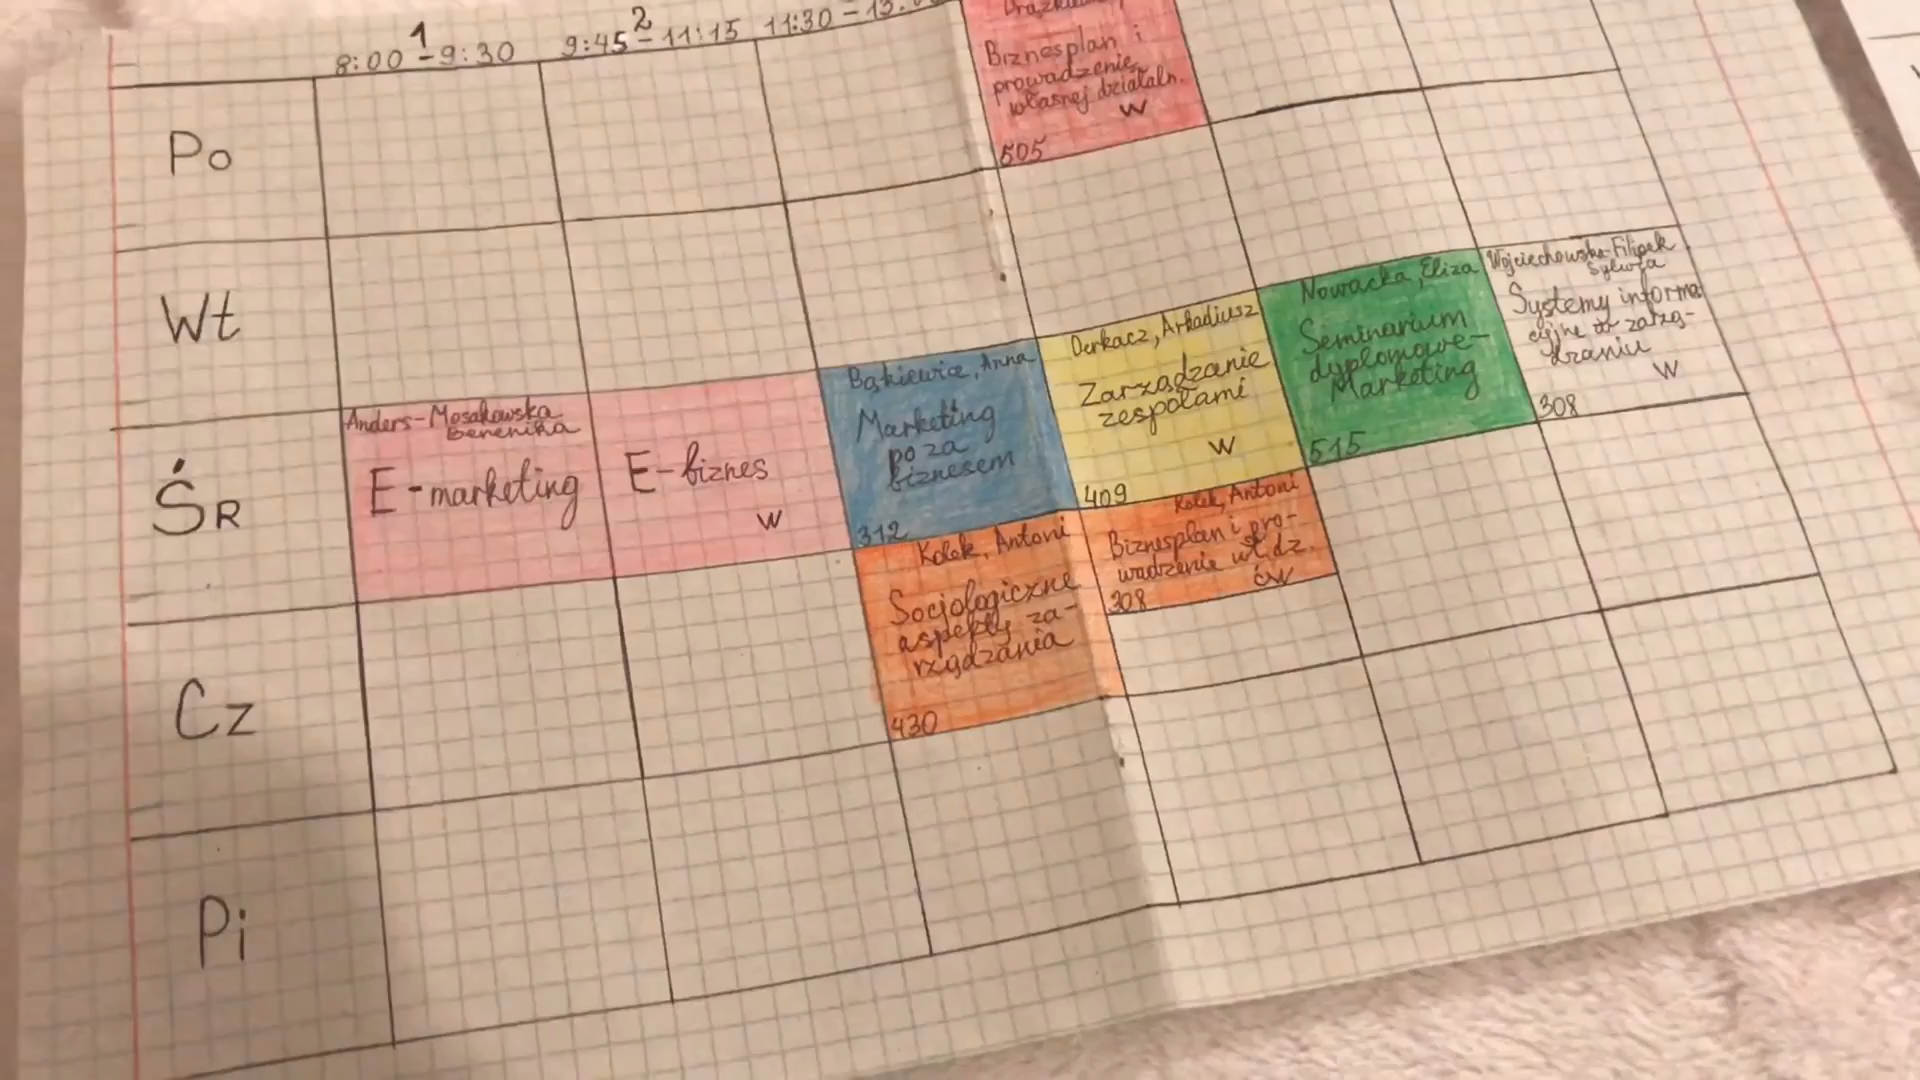 1
8:00 - 9:30
2
9:45 - 11:15
11:30 - 13:
Po
Biznesplan i
prowadzenie
własnej działaln.
W
505
Wt
Śr
Anders-Mosakowska
Berenika
E-marketing
E-biznes
W
Bąkiewicz, Anna
Marketing
poza
biznesem
312
Derkacz, Arkadiusz
Zarządzanie
zespołami
W
409
Nowacka, Eliza
Seminarium
dyplomowe-
Marketing
515
Wojciechowska-Filipek
Sylwia
Systemy informa
cyjne w zarzą-
dzaniu
W
308
Cz
Kolek, Antoni
Socjologiczne
aspekty za-
rządzania
430
Kolek, Antoni
Biznesplan i pro-
wadzenie wł. dz.
ćw
308
Pi